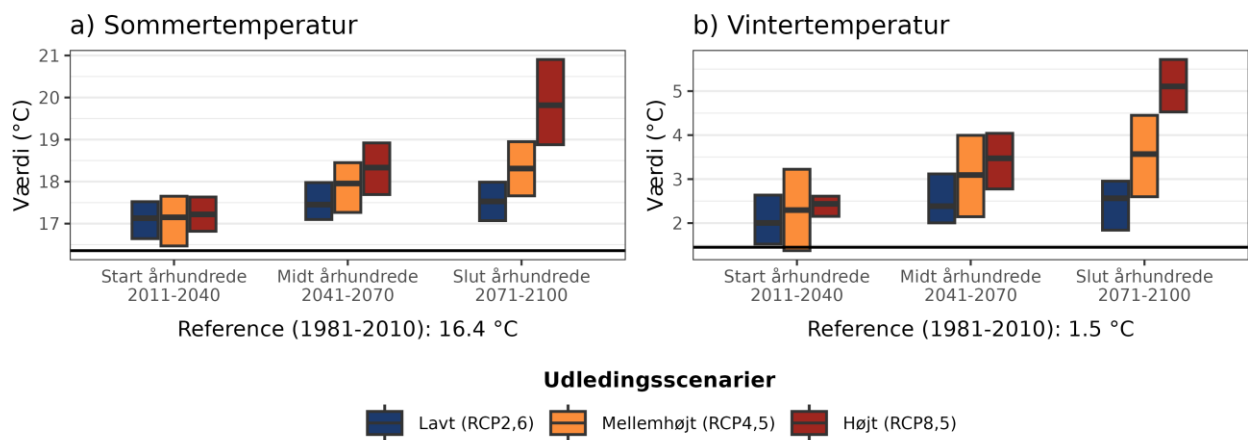 a) Sommertemperatur
Værdi (°C)
21
20
19
18
17
Start århundrede
2011-2040
Midt århundrede
2041-2070
Slut århundrede
2071-2100
Reference (1981-2010): 16.4 °C
b) Vintertemperatur
Værdi (°C)
5
4
3
2
Start århundrede
2011-2040
Midt århundrede
2041-2070
Slut århundrede
2071-2100
Reference (1981-2010): 1.5 °C
Udledingsscenarier
Lavt (RCP2,6)
Mellemhøjt (RCP4,5)
Højt (RCP8,5)